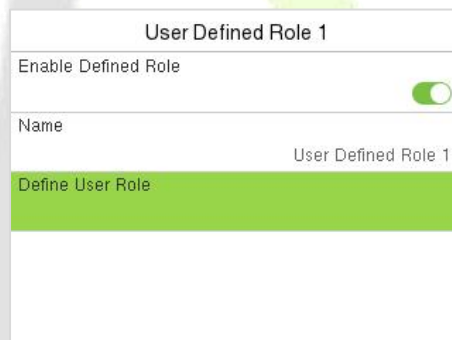 User Defined Role 1
Enable Defined Role
Name
User Defined Role 1
Define User Role